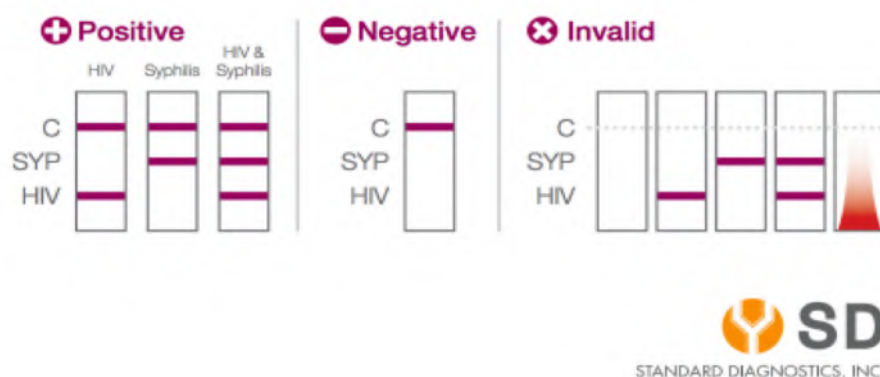 Positive
HIV
Syphilis
HIV &
Syphilis
C
SYP
HIV
Negative
C
SYP
HIV
Invalid
C
SYP
HIV
SD
STANDARD DIAGNOSTICS, INC